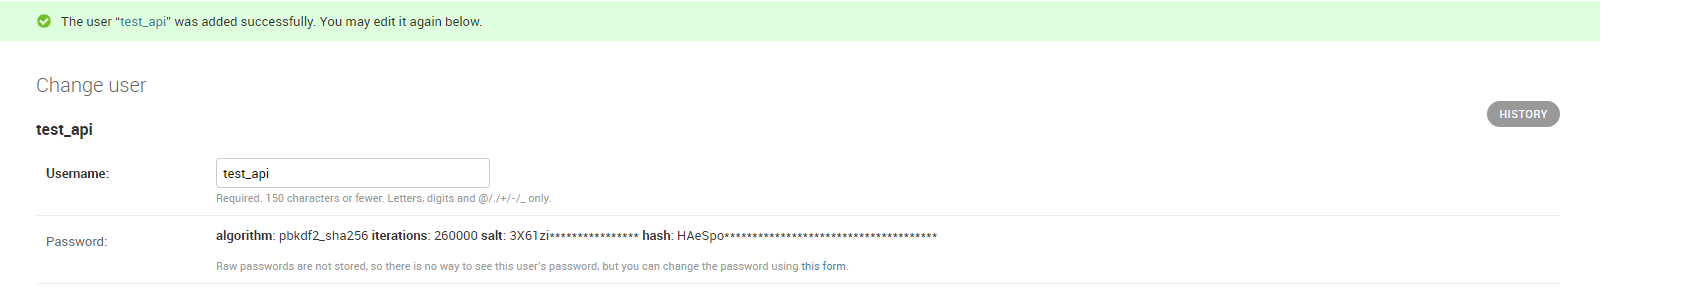 The user “test_api” was added successfully. You may edit it again below.
Change user
HISTORY
test_api
Username:
test_api
Required. 150 characters or fewer. Letters, digits and @/./+/-/_ only.
Password:
algorithm: pbkdf2_sha256 iterations: 260000 salt: 3X61zi**************** hash: HAeSpo**************************************
Raw passwords are not stored, so there is no way to see this user's password, but you can change the password using this form.